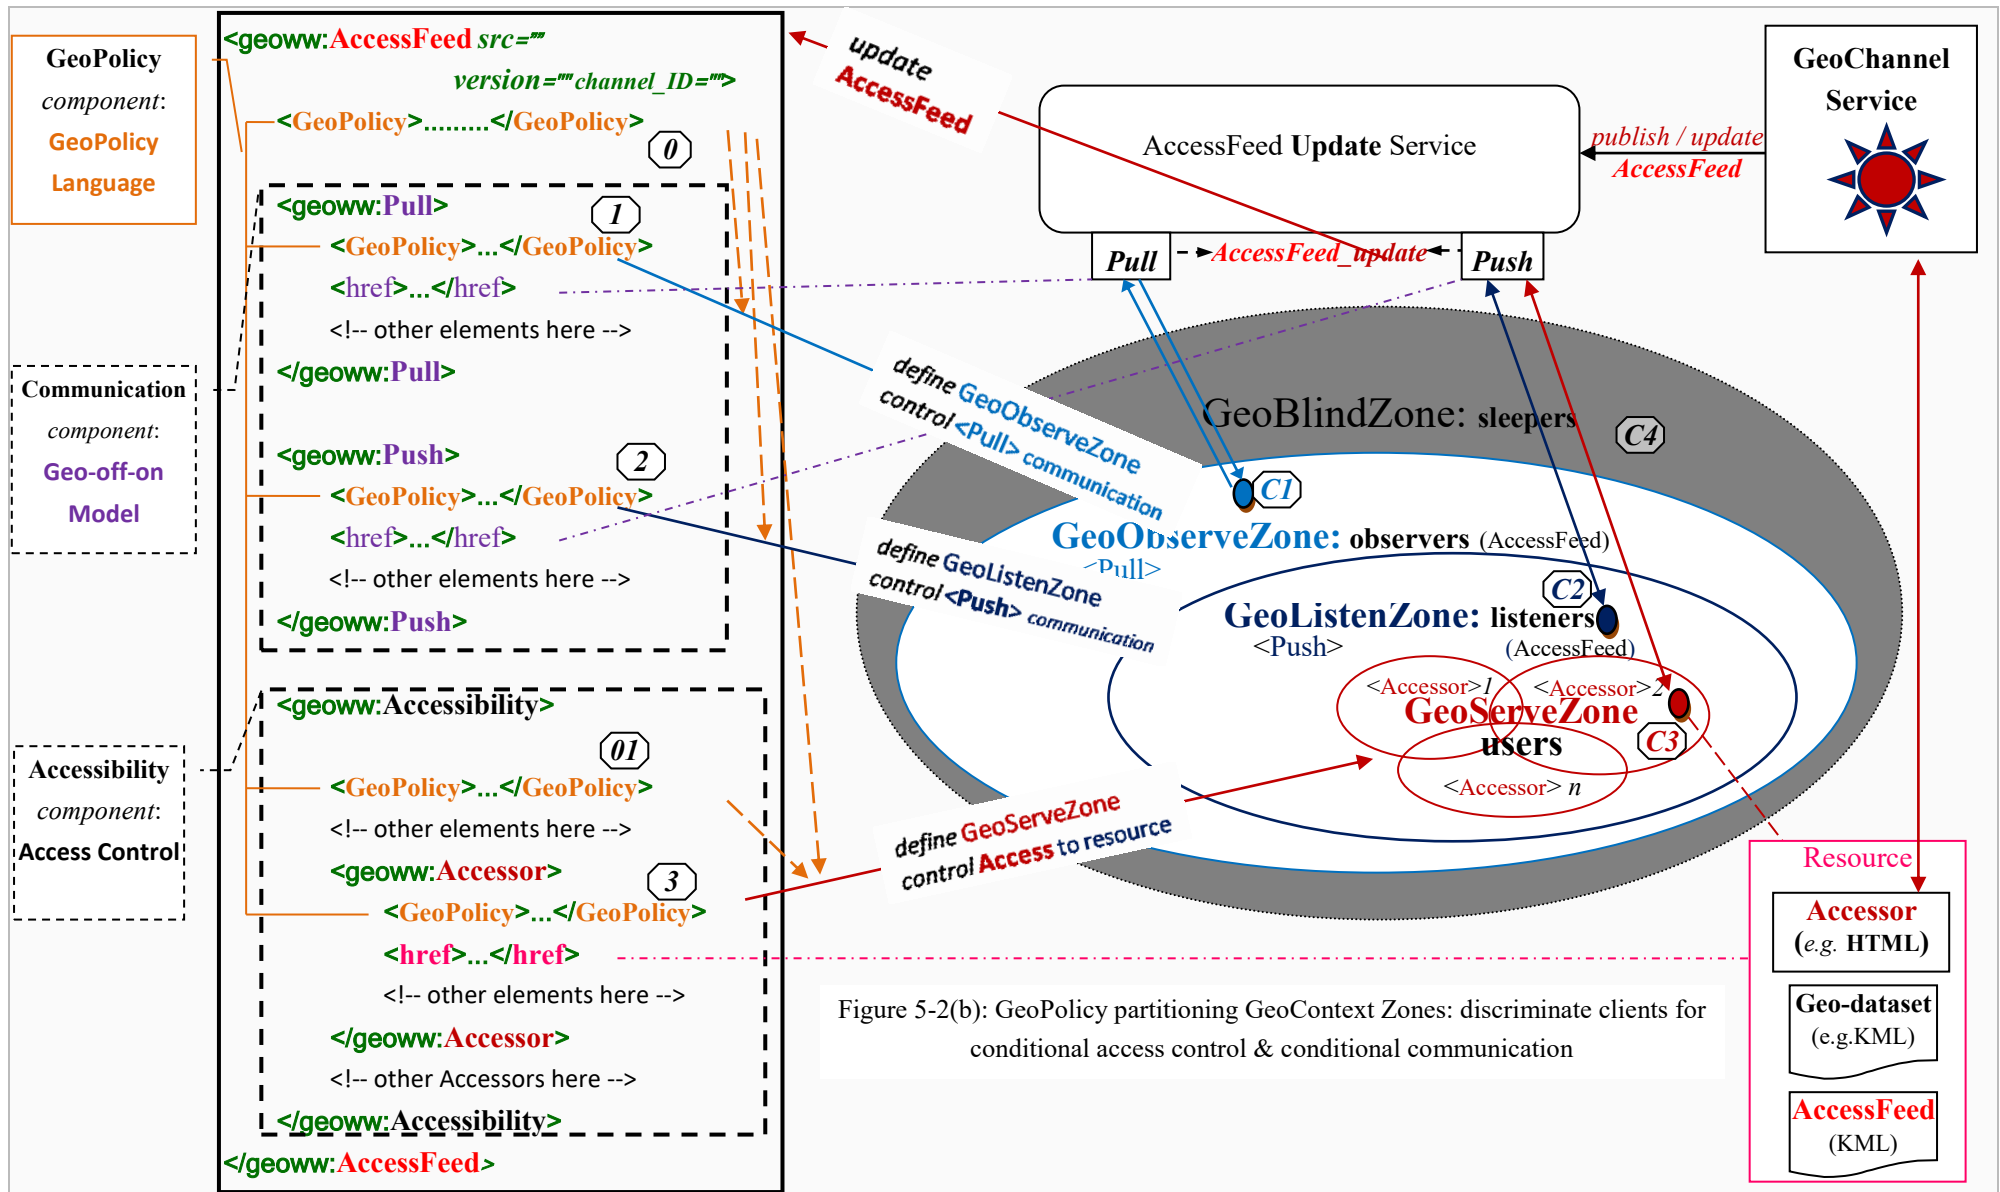 GeoPolicy
component:
GeoPolicy
Language
Communication
component:
Geo-off-on
Model
Accessibility
component:
Access Control
<geoww:AccessFeed src=""
version="" channel_ID="">
<GeoPolicy>.........</GeoPolicy>
0
<geoww:Pull>
1
<GeoPolicy>...</GeoPolicy>
<href>...</href>
<!-- other elements here -->
</geoww:Pull>
<geoww:Push>
2
<GeoPolicy>...</GeoPolicy>
<href>...</href>
<!-- other elements here -->
</geoww:Push>
<geoww:Accessibility>
01
<GeoPolicy>...</GeoPolicy>
<!-- other elements here -->
<geoww:Accessor>
3
<GeoPolicy>...</GeoPolicy>
<href>...</href>
<!-- other elements here -->
</geoww:Accessor>
<!-- other Accessors here -->
</geoww:Accessibility>
</geoww:AccessFeed>
update
AccessFeed
AccessFeed Update Service
publish / update
AccessFeed
GeoChannel
Service
Pull
AccessFeed_update
Push
define GeoObserveZone
control <Pull> communication
define GeoListenZone
control <Push> communication
define GeoServeZone
control Access to resource
GeoBlindZone: sleepers
C4
C1
GeoObserveZone: observers (AccessFeed)
<Pull>
C2
GeoListenZone: listeners
<Push>
(AccessFeed)
<Accessor>1
<Accessor>2
GeoServeZone
users
C3
<Accessor> n
Resource
Accessor
(e.g. HTML)
Geo-dataset
(e.g.KML)
AccessFeed
(KML)
Figure 5-2(b): GeoPolicy partitioning GeoContext Zones: discriminate clients for
conditional access control & conditional communication